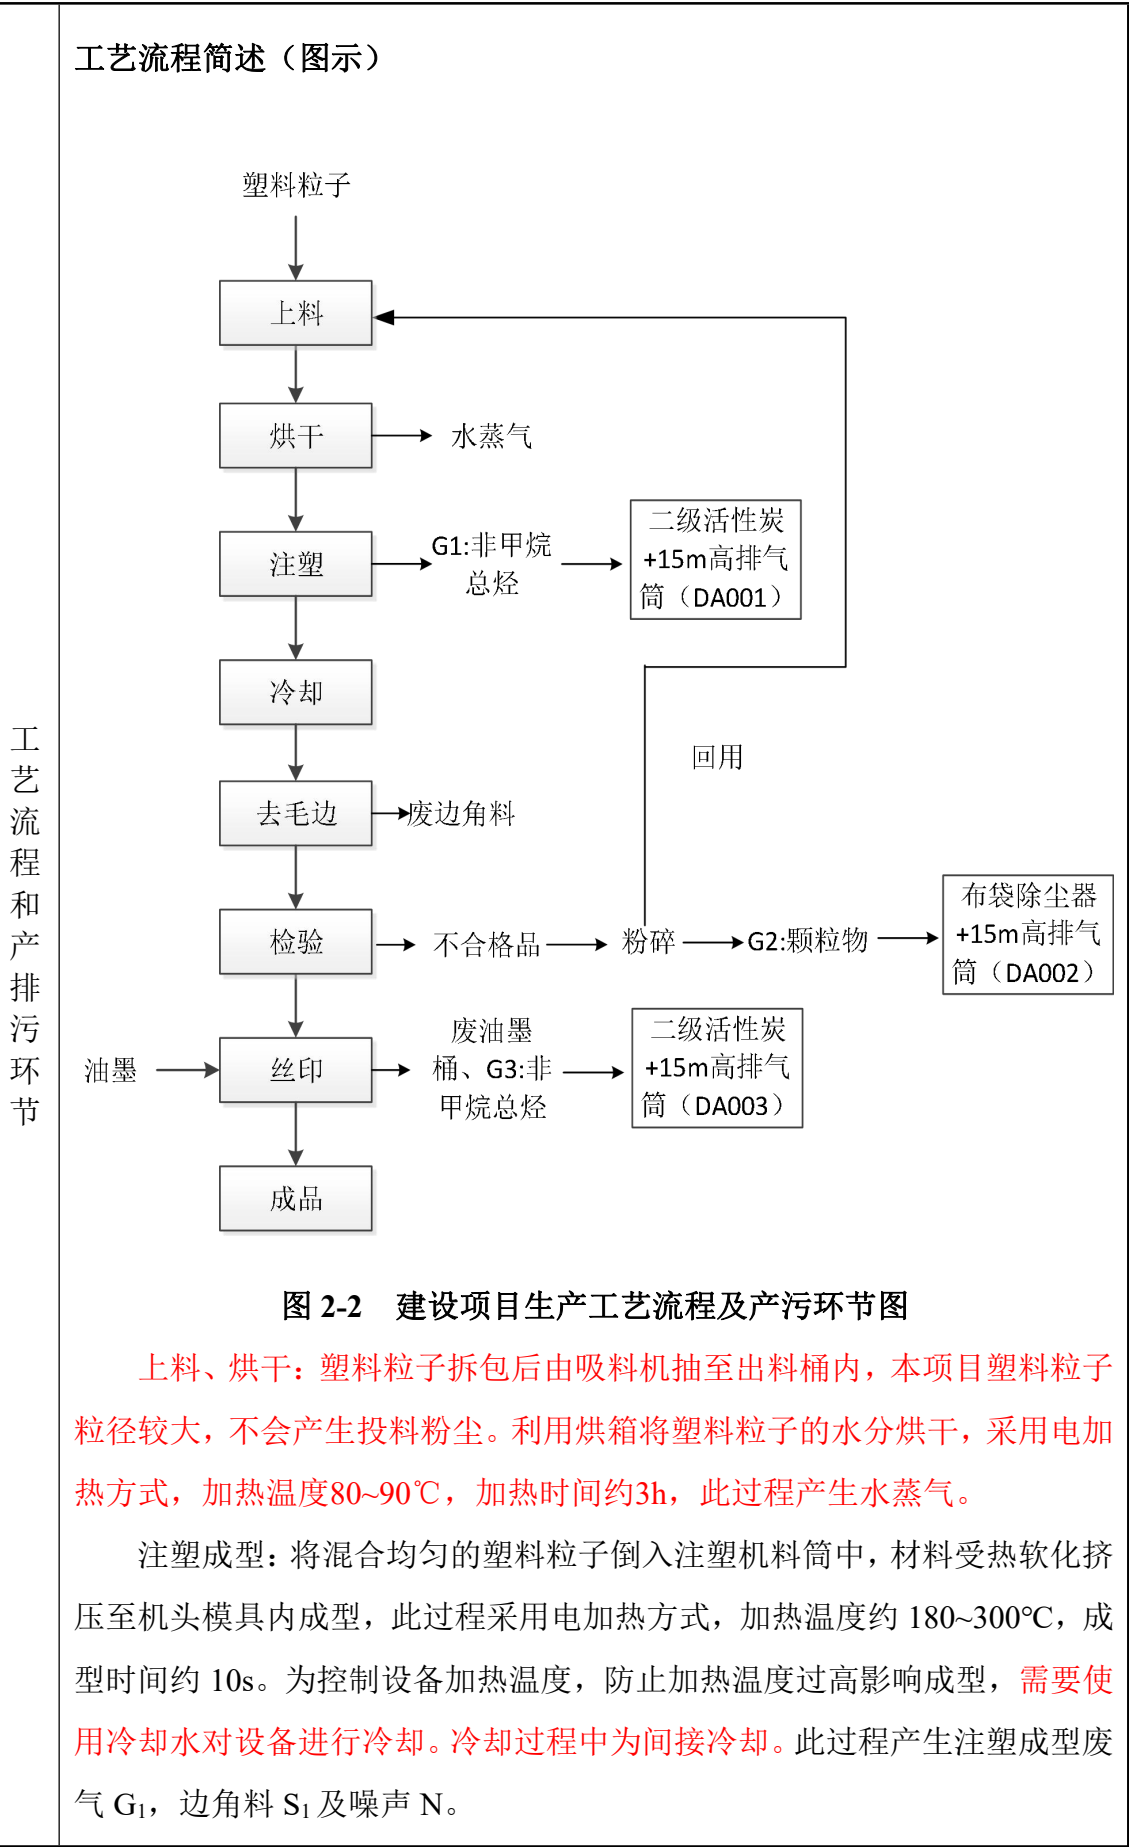 工艺流程和产排污环节
工艺流程简述（图示）
塑料粒子
上料
烘干
水蒸气
注塑
G1:非甲烷
总烃
二级活性炭
+15m高排气
筒（DA001）
冷却
回用
去毛边
废边角料
检验
不合格品
粉碎
G2:颗粒物
布袋除尘器
+15m高排气
筒（DA002）
油墨
丝印
废油墨
桶、G3:非
甲烷总烃
二级活性炭
+15m高排气
筒（DA003）
成品
图 2-2 建设项目生产工艺流程及产污环节图
上料、烘干：塑料粒子拆包后由吸料机抽至出料桶内，本项目塑料粒子
粒径较大，不会产生投料粉尘。利用烘箱将塑料粒子的水分烘干，采用电加
热方式，加热温度80~90℃，加热时间约3h，此过程产生水蒸气。
注塑成型：将混合均匀的塑料粒子倒入注塑机料筒中，材料受热软化挤
压至机头模具内成型，此过程采用电加热方式，加热温度约 180~300℃，成
型时间约 10s。为控制设备加热温度，防止加热温度过高影响成型，需要使
用冷却水对设备进行冷却。冷却过程中为间接冷却。此过程产生注塑成型废
气 G₁，边角料 S₁ 及噪声 N。